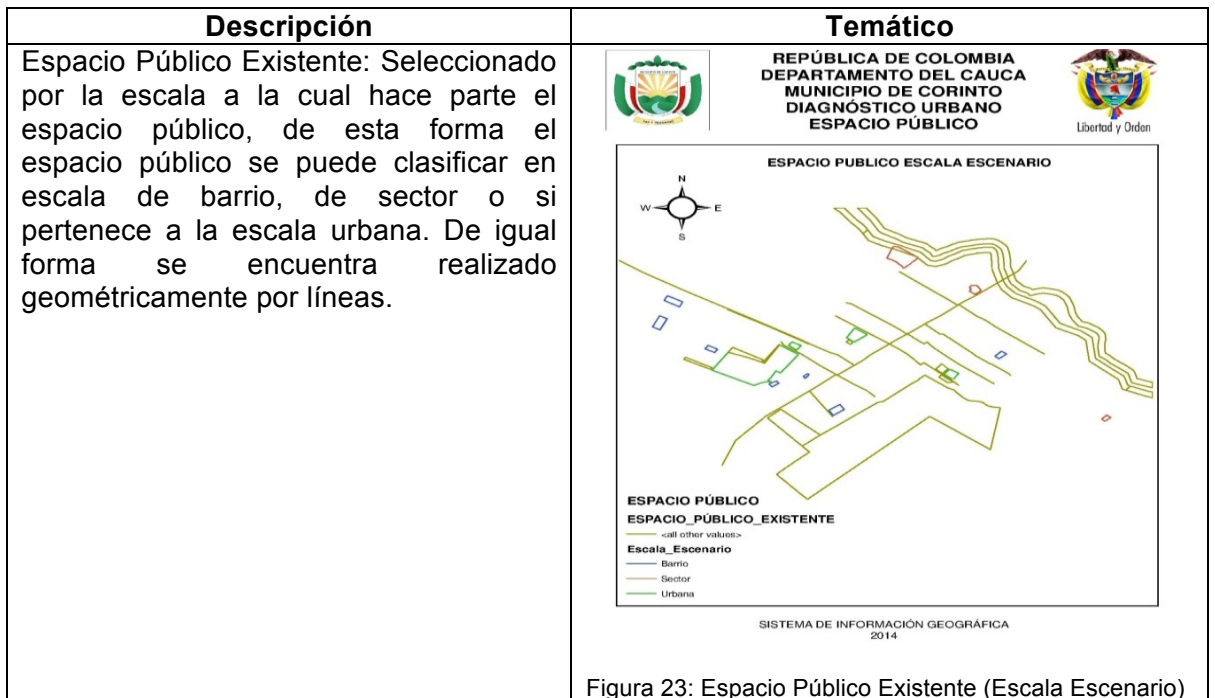 Descripción
Temático
Espacio Público Existente: Seleccionado
por la escala a la cual hace parte el
espacio público, de esta forma el
espacio público se puede clasificar en
escala de barrio, de sector o si
pertenece a la escala urbana. De igual
forma se encuentra realizado
geométricamente por líneas.
REPÚBLICA DE COLOMBIA
DEPARTAMENTO DEL CAUCA
MUNICIPIO DE CORINTO
DIAGNÓSTICO URBANO
ESPACIO PÚBLICO
Libertad y Orden
ESPACIO PUBLICO ESCALA ESCENARIO
N
W
E
S
ESPACIO PÚBLICO
ESPACIO_PÚBLICO_EXISTENTE
<all other values>
Escala_Escenario
Barrio
Sector
Urbana
SISTEMA DE INFORMACIÓN GEOGRÁFICA
2014
Figura 23: Espacio Público Existente (Escala Escenario)